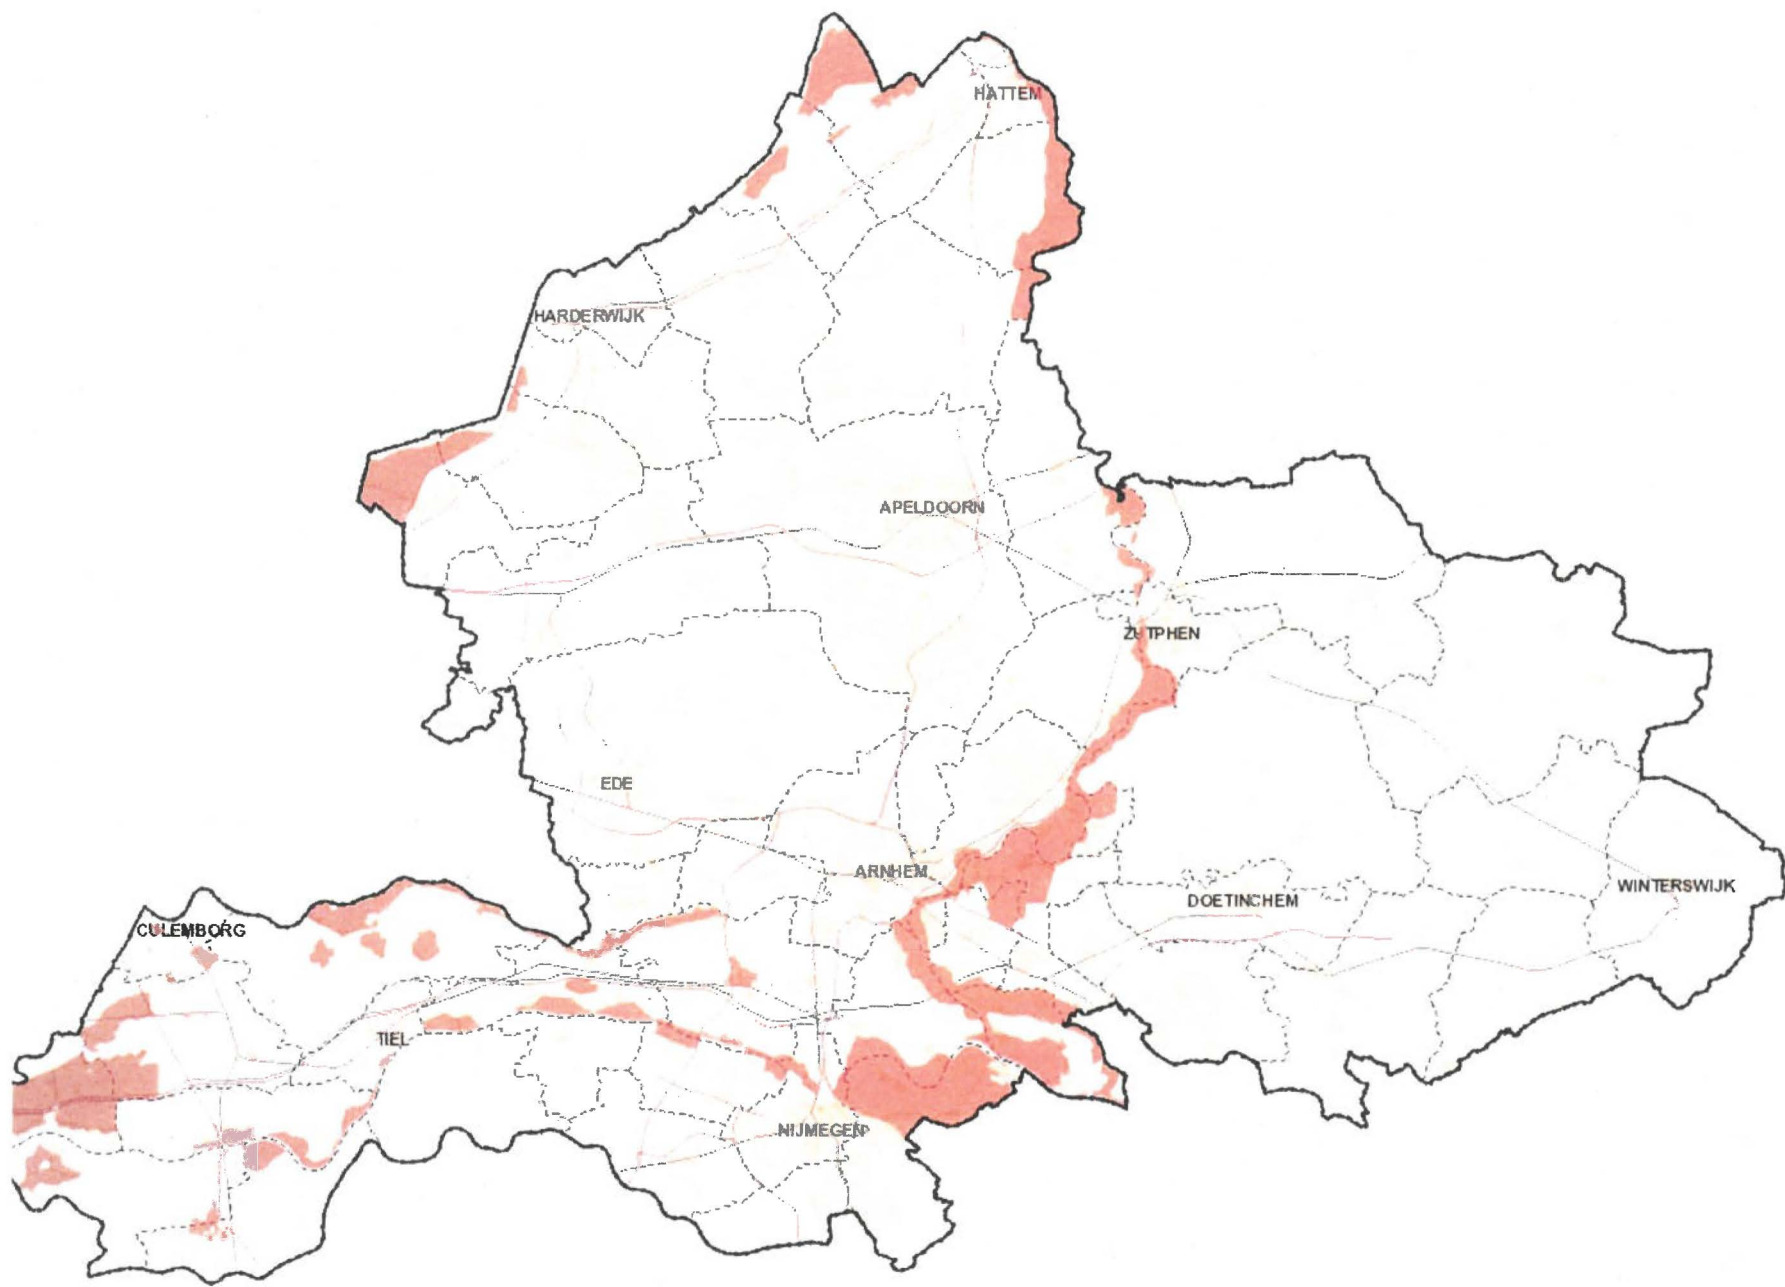 HATTEM
HARDERWIJK
APELDOORN
ZUTPHEN
EDE
ARNHEM
DOETINCHEM
WINTERSWIJK
CULEMBORG
TIEL
NIJMEGEN